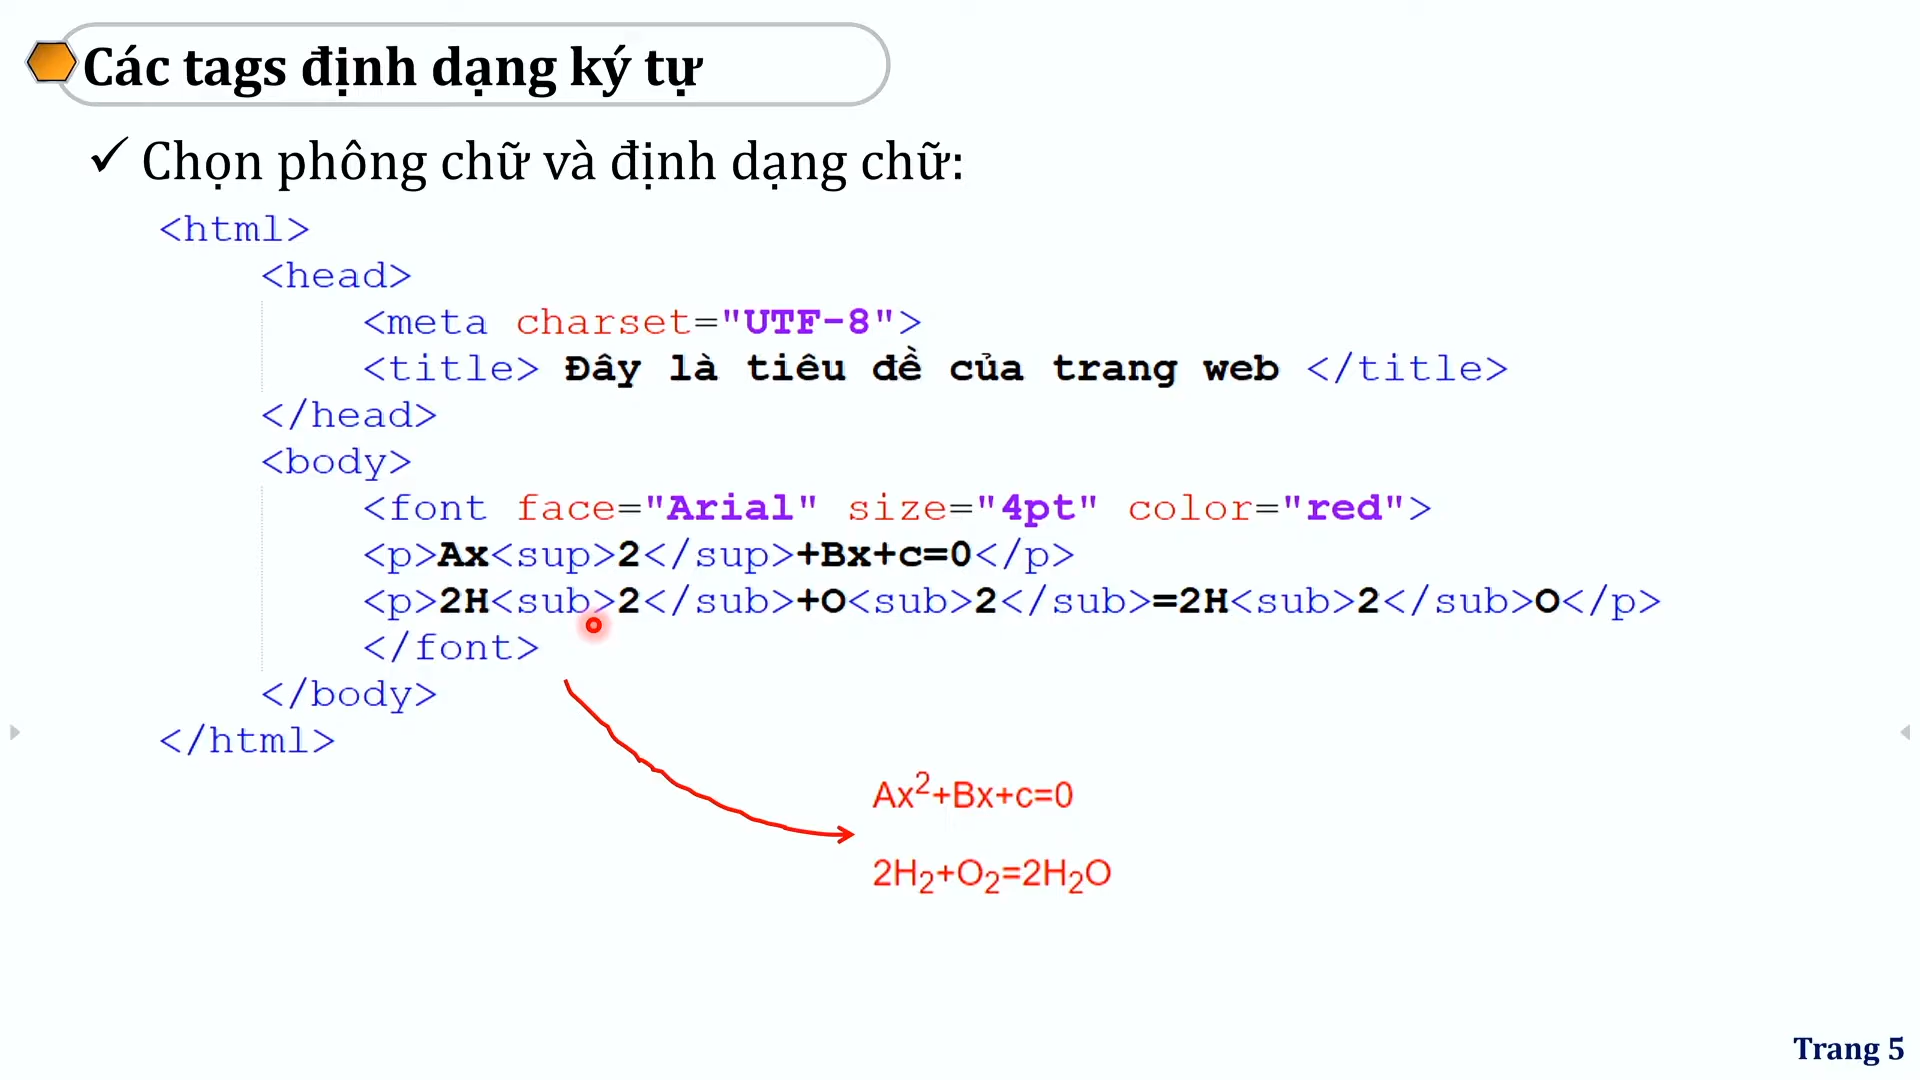 Các tags định dạng ký tự
✓ Chọn phông chữ và định dạng chữ:
<html>
<head>
<meta charset="UTF-8">
<title> Đây là tiêu đề của trang web </title>
</head>
<body>
<font face="Arial" size="4pt" color="red">
<p>Ax<sup>2</sup>+Bx+c=0</p>
<p>2H<sub>2</sub>+O<sub>2</sub>=2H<sub>2</sub>O</p>
</font>
</body>
</html>
Ax²+Bx+c=0
2H₂+O₂=2H₂O
Trang 5